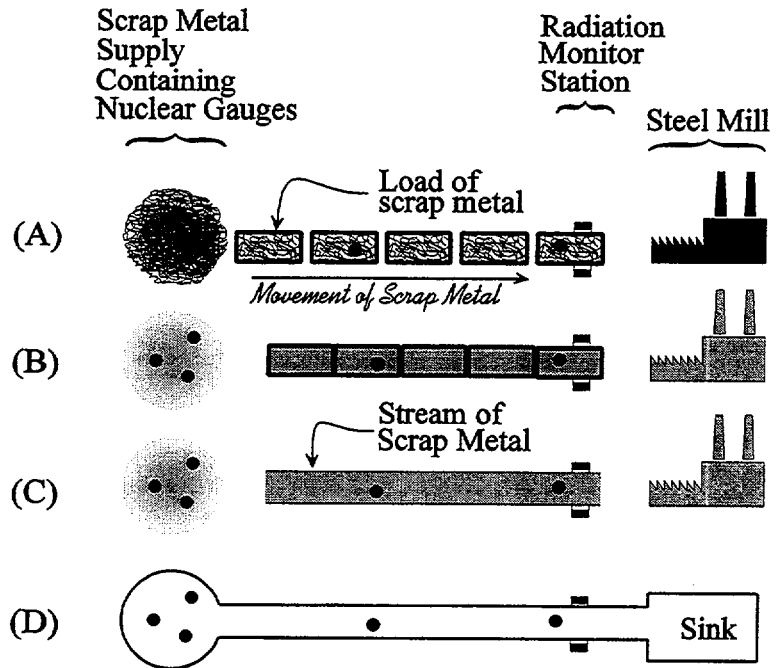 Scrap Metal
Supply
Containing
Nuclear Gauges
Radiation
Monitor
Station
Steel Mill
(A)
Load of
scrap metal
Movement of Scrap Metal
(B)
Stream of
Scrap Metal
(C)
(D)
Sink